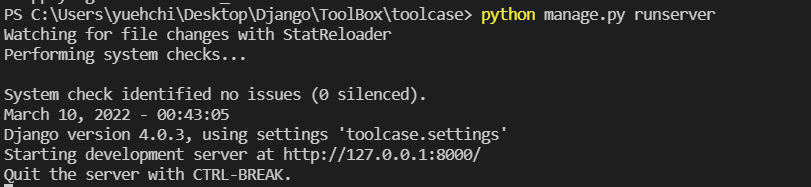 PS C:\Users\yuehchi\Desktop\Django\ToolBox\toolcase> python manage.py runserver
Watching for file changes with StatReloader
Performing system checks...
System check identified no issues (0 silenced).
March 10, 2022 - 00:43:05
Django version 4.0.3, using settings 'toolcase.settings'
Starting development server at http://127.0.0.1:8000/
Quit the server with CTRL-BREAK.